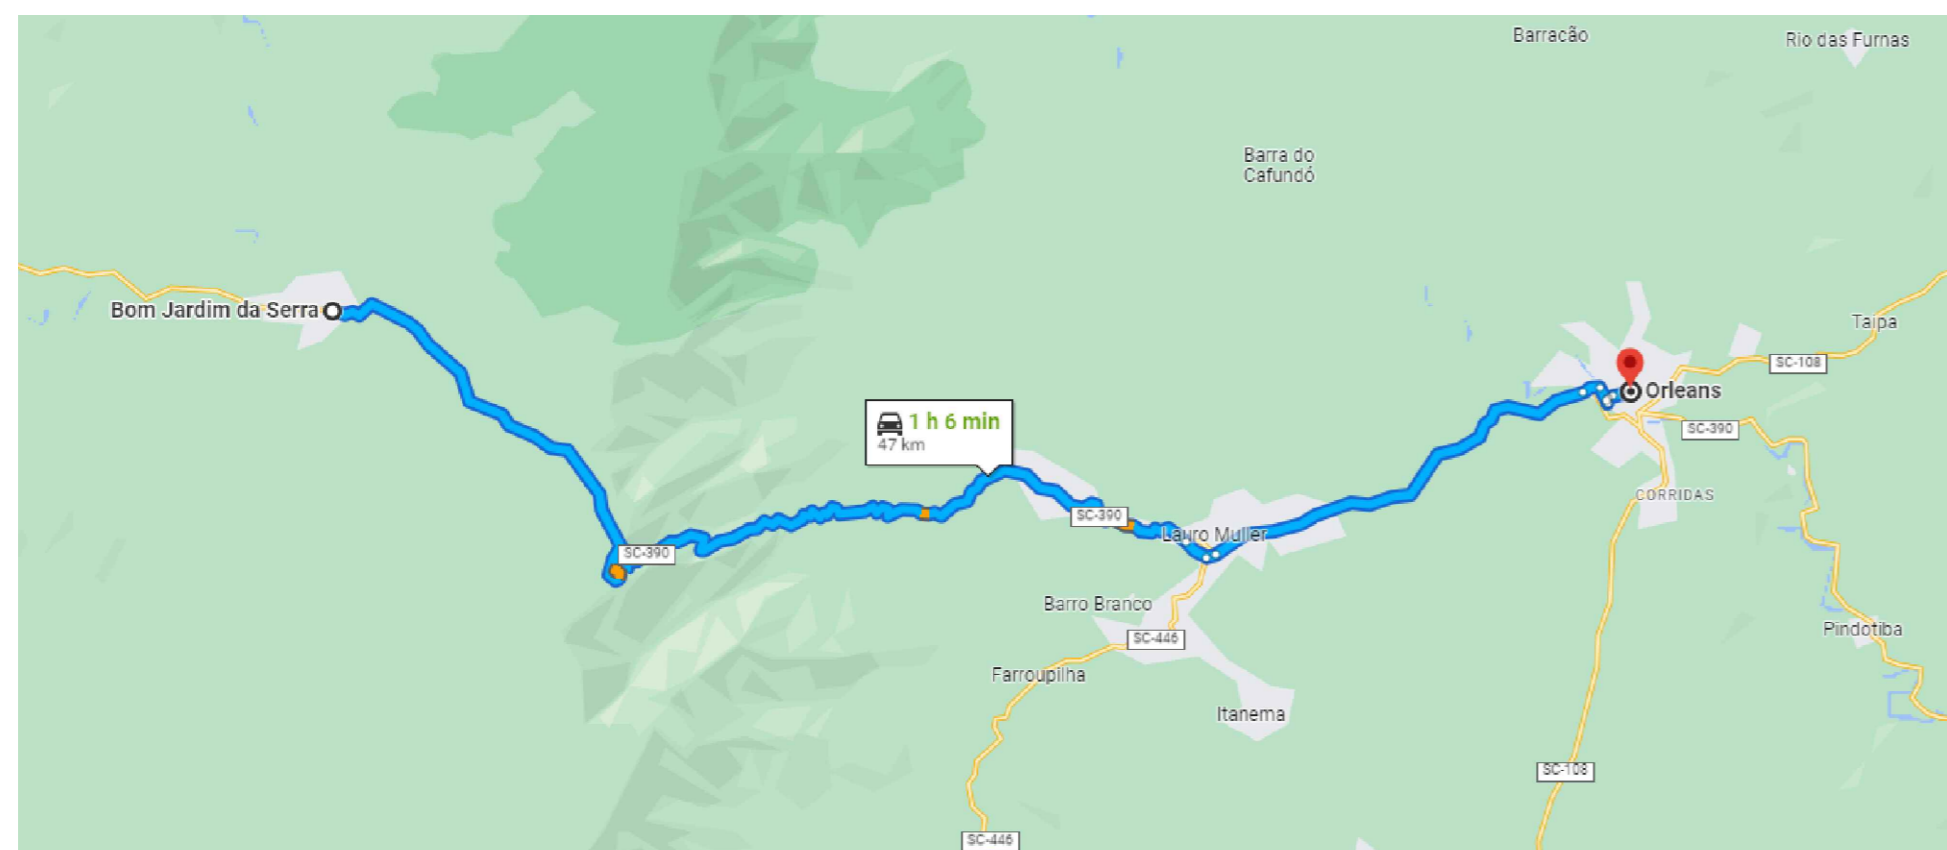 Barracão
Rio das Furnas
Barra do
Cafundó
Bom Jardim da Serra
Taipa
SC-108
Orleans
1 h 6 min
47 km
SC-390
CORRIDAS
SC-390
Lauro Muller
SC-390
Barro Branco
SC-446
Pindotiba
Farroupilha
Itanema
SC-108
SC-446